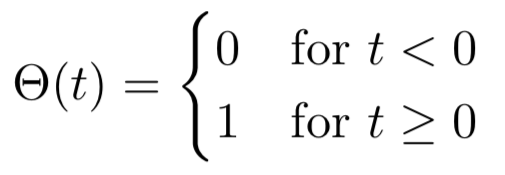 Θ(t) = { 0 for t < 0
1 for t ≥ 0